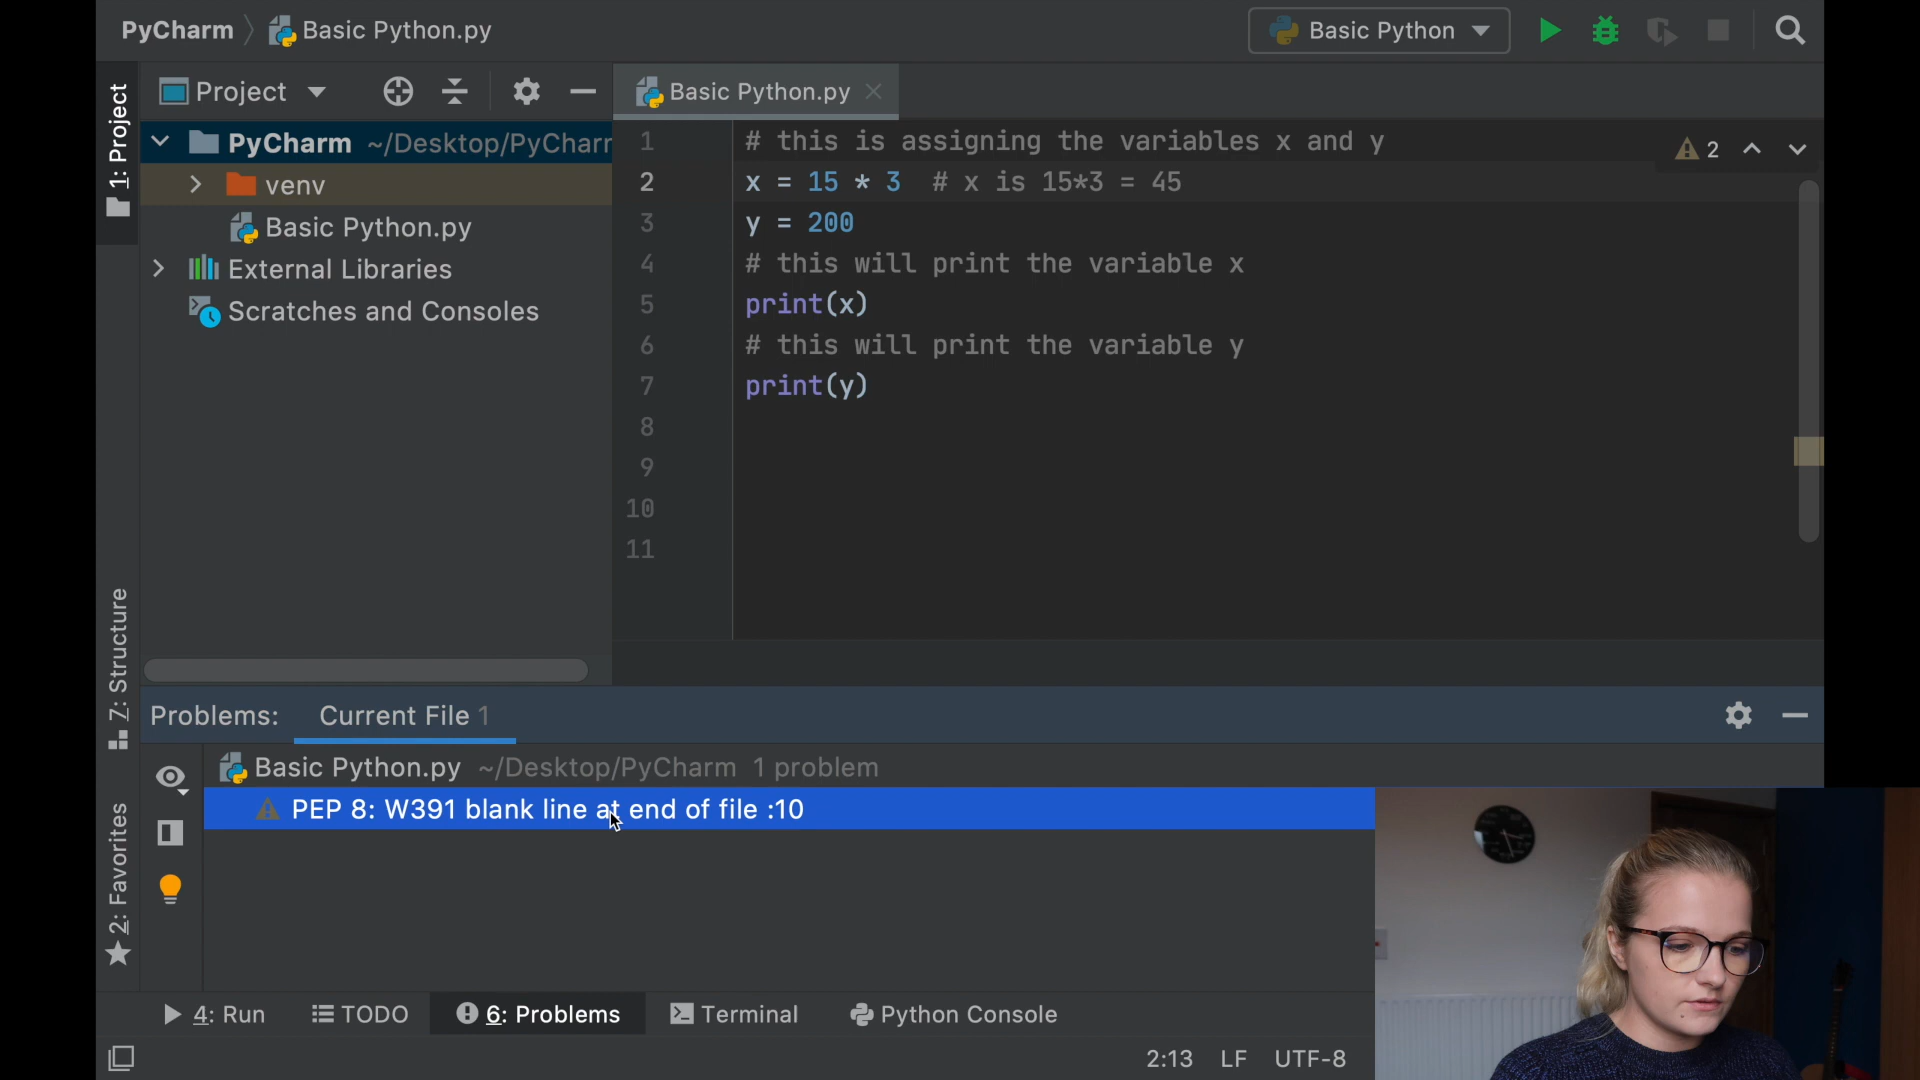 PyCharm Basic Python.py
Basic Python
1: Project
Project
Basic Python.py
PyCharm ~/Desktop/PyChar
venv
Basic Python.py
External Libraries
Scratches and Consoles
1 # this is assigning the variables x and y
2 x = 15 * 3 # x is 15*3 = 45
3 y = 200
4 # this will print the variable x
5 print(x)
6 # this will print the variable y
7 print(y)
8
9
10
11
2
7: Structure
2: Favorites
Problems: Current File 1
Basic Python.py ~/Desktop/PyCharm 1 problem
PEP 8: W391 blank line at end of file :10
4: Run TODO 6: Problems Terminal Python Console
2:13 LF UTF-8